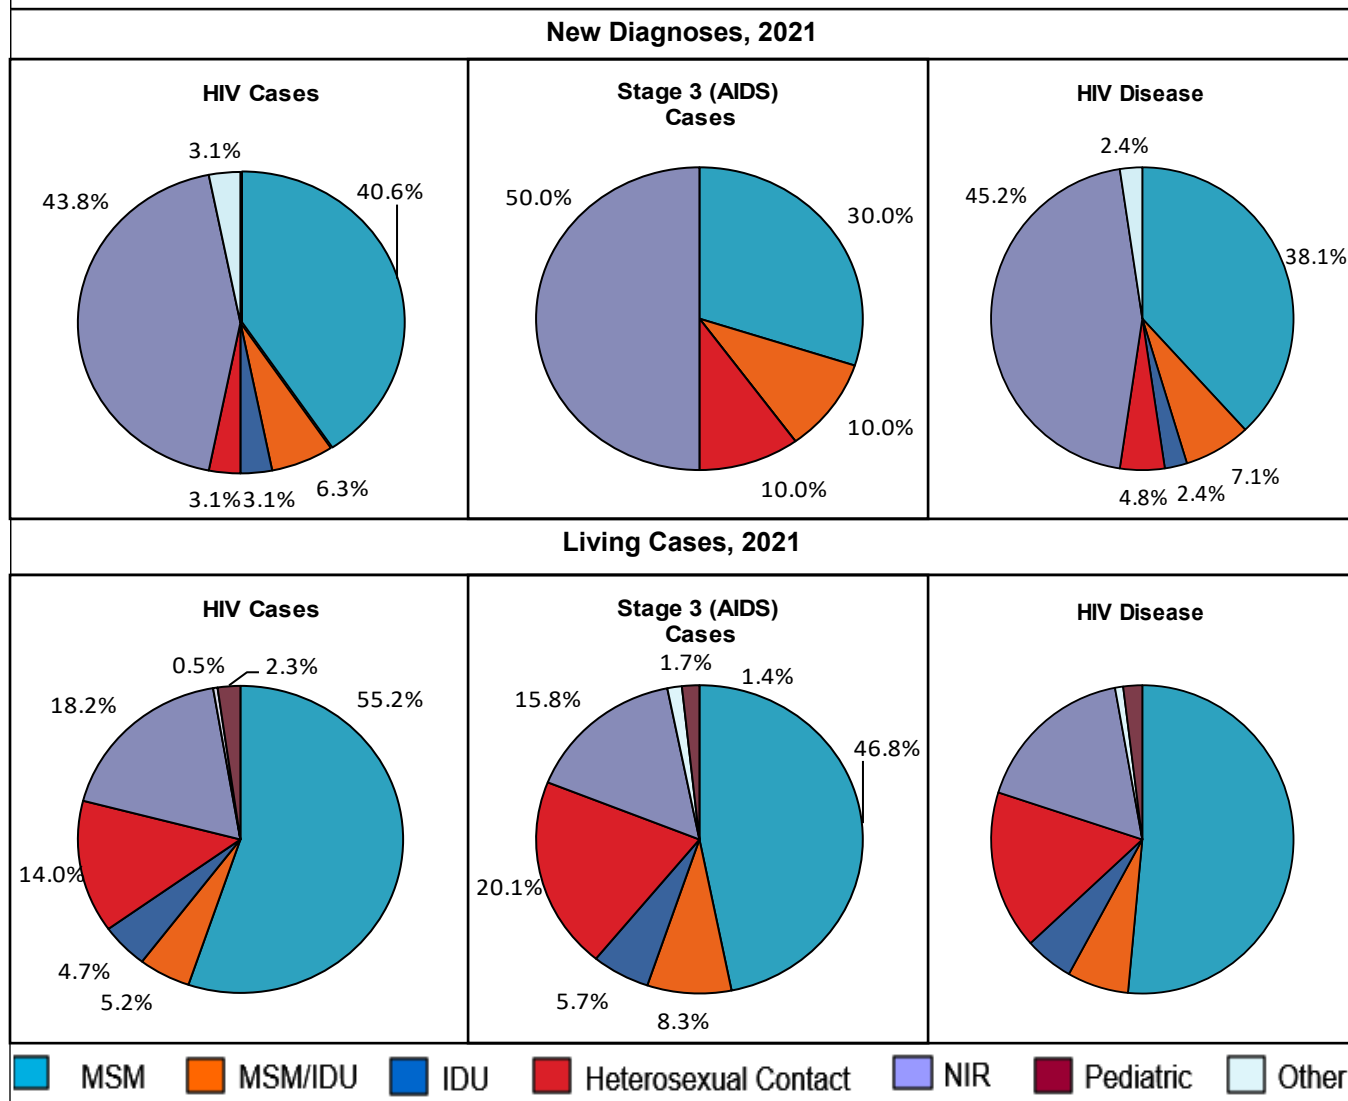 New Diagnoses, 2021
HIV Cases
3.1%
43.8%
40.6%
3.1%
3.1%
6.3%
Stage 3 (AIDS)
Cases
50.0%
30.0%
10.0%
10.0%
HIV Disease
2.4%
45.2%
38.1%
4.8%
2.4%
7.1%
Living Cases, 2021
HIV Cases
0.5%
2.3%
18.2%
55.2%
14.0%
4.7%
5.2%
Stage 3 (AIDS)
Cases
1.7%
1.4%
15.8%
46.8%
20.1%
5.7%
8.3%
HIV Disease
MSM MSM/IDU IDU Heterosexual Contact NIR Pediatric Other